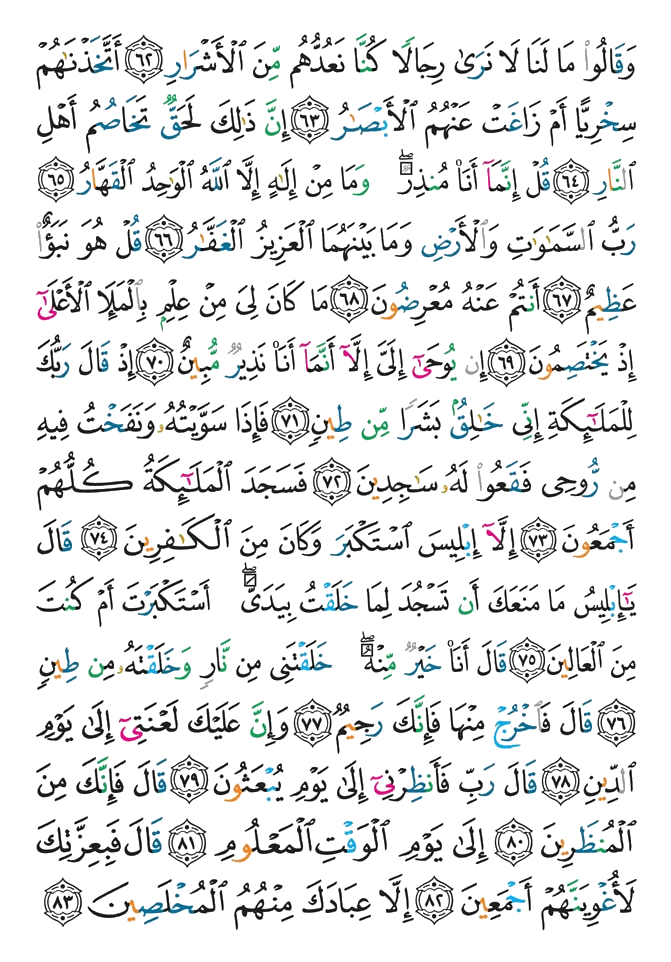 وَقَالُوا۟ مَا لَنَا لَا نَرَىٰ رِجَالًا كُنَّا نَعُدُّهُم مِّنَ ٱلْأَشْرَارِ ٦٢ أَتَّخَذْنَٰهُمْ
سِخْرِيًّا أَمْ زَاغَتْ عَنْهُمُ ٱلْأَبْصَٰرُ ٦٣ إِنَّ ذَٰلِكَ لَحَقٌّ تَخَاصُمُ أَهْلِ
ٱلنَّارِ ٦٤ قُلْ إِنَّمَآ أَنَا۠ مُنذِرٌ ۖ وَمَا مِنْ إِلَٰهٍ إِلَّا ٱللَّهُ ٱلْوَٰحِدُ ٱلْقَهَّارُ ٦٥
رَبُّ ٱلسَّمَٰوَٰتِ وَٱلْأَرْضِ وَمَا بَيْنَهُمَا ٱلْعَزِيزُ ٱلْغَفَّٰرُ ٦٦ قُلْ هُوَ نَبَؤٌا۟
عَظِيمٌ ٦٧ أَنتُمْ عَنْهُ مُعْرِضُونَ ٦٨ مَا كَانَ لِىَ مِنْ عِلْمٍۭ بِٱلْمَلَإِ ٱلْأَعْلَىٰٓ
إِذْ يَخْتَصِمُونَ ٦٩ إِن يُوحَىٰٓ إِلَىَّ إِلَّآ أَنَّمَآ أَنَا۠ نَذِيرٌ مُّبِينٌ ٧٠ إِذْ قَالَ رَبُّكَ
لِلْمَلَٰٓئِكَةِ إِنِّى خَٰلِقٌۢ بَشَرًا مِّن طِينٍ ٧١ فَإِذَا سَوَّيْتُهُۥ وَنَفَخْتُ فِيهِ
مِن رُّوحِى فَقَعُوا۟ لَهُۥ سَٰجِدِينَ ٧٢ فَسَجَدَ ٱلْمَلَٰٓئِكَةُ كُلُّهُمْ
أَجْمَعُونَ ٧٣ إِلَّآ إِبْلِيسَ ٱسْتَكْبَرَ وَكَانَ مِنَ ٱلْكَٰفِرِينَ ٧٤ قَالَ
يَٰٓإِبْلِيسُ مَا مَنَعَكَ أَن تَسْجُدَ لِمَا خَلَقْتُ بِيَدَىَّ ۖ أَسْتَكْبَرْتَ أَمْ كُنتَ
مِنَ ٱلْعَالِينَ ٧٥ قَالَ أَنَا۠ خَيْرٌ مِّنْهُ ۖ خَلَقْتَنِى مِن نَّارٍ وَخَلَقْتَهُۥ مِن طِينٍ
٧٦ قَالَ فَٱخْرُجْ مِنْهَا فَإِنَّكَ رَجِيمٌ ٧٧ وَإِنَّ عَلَيْكَ لَعْنَتِىٓ إِلَىٰ يَوْمِ
ٱلدِّينِ ٧٨ قَالَ رَبِّ فَأَنظِرْنِىٓ إِلَىٰ يَوْمِ يُبْعَثُونَ ٧٩ قَالَ فَإِنَّكَ مِنَ
ٱلْمُنظَرِينَ ٨٠ إِلَىٰ يَوْمِ ٱلْوَقْتِ ٱلْمَعْلُومِ ٨١ قَالَ فَبِعِزَّتِكَ
لَأُغْوِيَنَّهُمْ أَجْمَعِينَ ٨٢ إِلَّا عِبَادَكَ مِنْهُمُ ٱلْمُخْلَصِينَ ٨٣